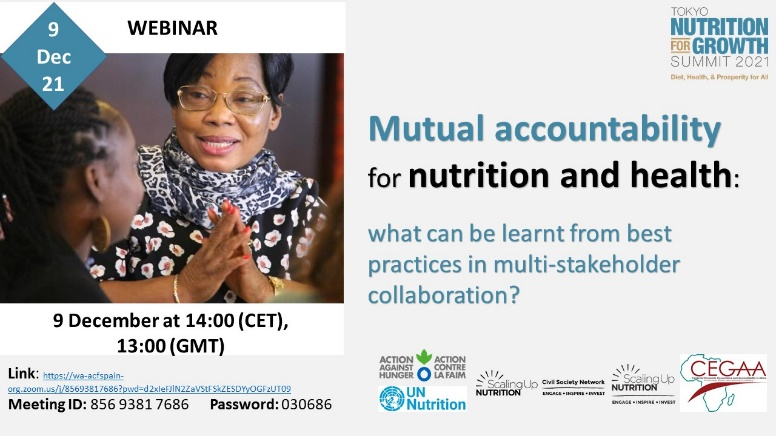 9
Dec
21
WEBINAR
TOKYO
NUTRITION
FOR GROWTH
SUMMIT 2021
Diet, Health, & Prosperity for All
Mutual accountability
for nutrition and health:
what can be learnt from best
practices in multi-stakeholder
collaboration?
9 December at 14:00 (CET),
13:00 (GMT)
Link: https://wa-acfspain-
org.zoom.us/j/85693817686?pwd=d2xIeFJlN2ZaVStFSkZESDYyOGFzUT09
Meeting ID: 856 9381 7686 Password: 030686
ACTION AGAINST HUNGER
ACTION CONTRE LA FAIM
UN
Nutrition
Scaling Up
NUTRITION
Civil Society Network
ENGAGE • INSPIRE • INVEST
Scaling Up
NUTRITION
ENGAGE • INSPIRE • INVEST
CEGAA